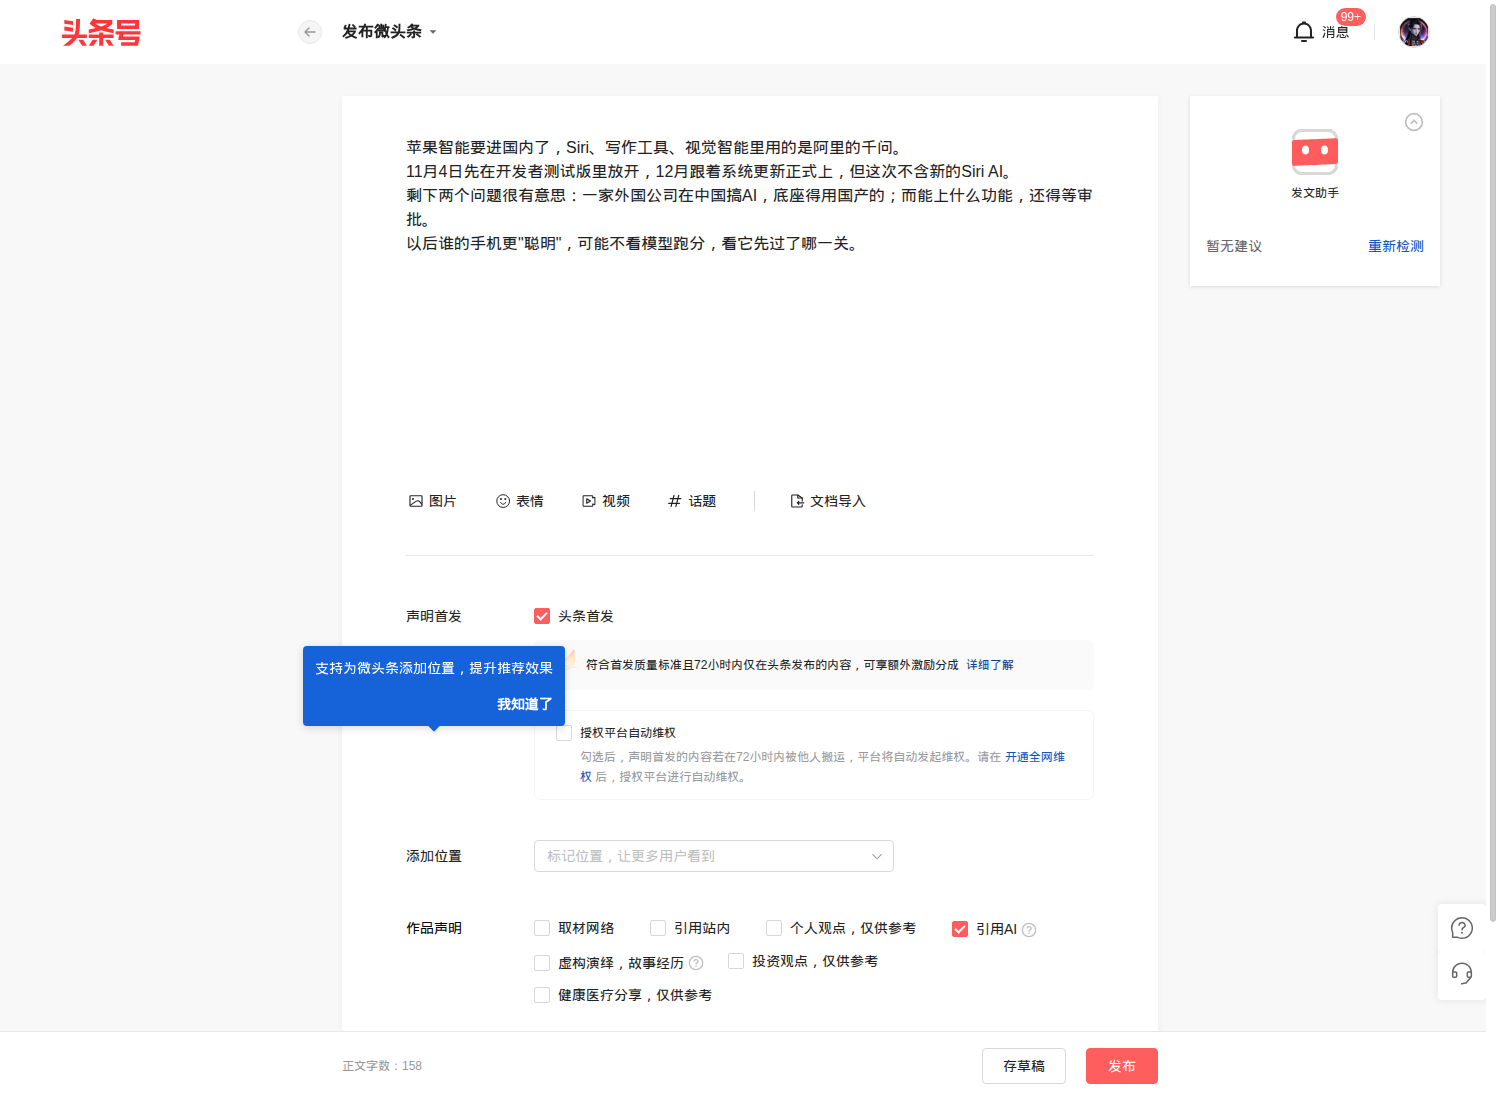 头条号
发布微头条
消息
99+
苹果智能要进国内了，Siri、写作工具、视觉智能里用的是阿里的千问。
11月4日先在开发者测试版里放开，12月跟着系统更新正式上，但这次不含新的Siri AI。
剩下两个问题很有意思：一家外国公司在中国搞AI，底座得用国产的；而能上什么功能，还得等审
批。
以后谁的手机更"聪明"，可能不看模型跑分，看它先过了哪一关。
发文助手
暂无建议
重新检测
图片
表情
视频
话题
文档导入
声明首发
头条首发
支持为微头条添加位置，提升推荐效果
我知道了
符合首发质量标准且72小时内仅在头条发布的内容，可享额外激励分成 详细了解
授权平台自动维权
勾选后，声明首发的内容若在72小时内被他人搬运，平台将自动发起维权。请在 开通全网维
权 后，授权平台进行自动维权。
添加位置
标记位置，让更多用户看到
作品声明
取材网络
引用站内
个人观点，仅供参考
引用AI
虚构演绎，故事经历
投资观点，仅供参考
健康医疗分享，仅供参考
正文字数：158
存草稿
发布